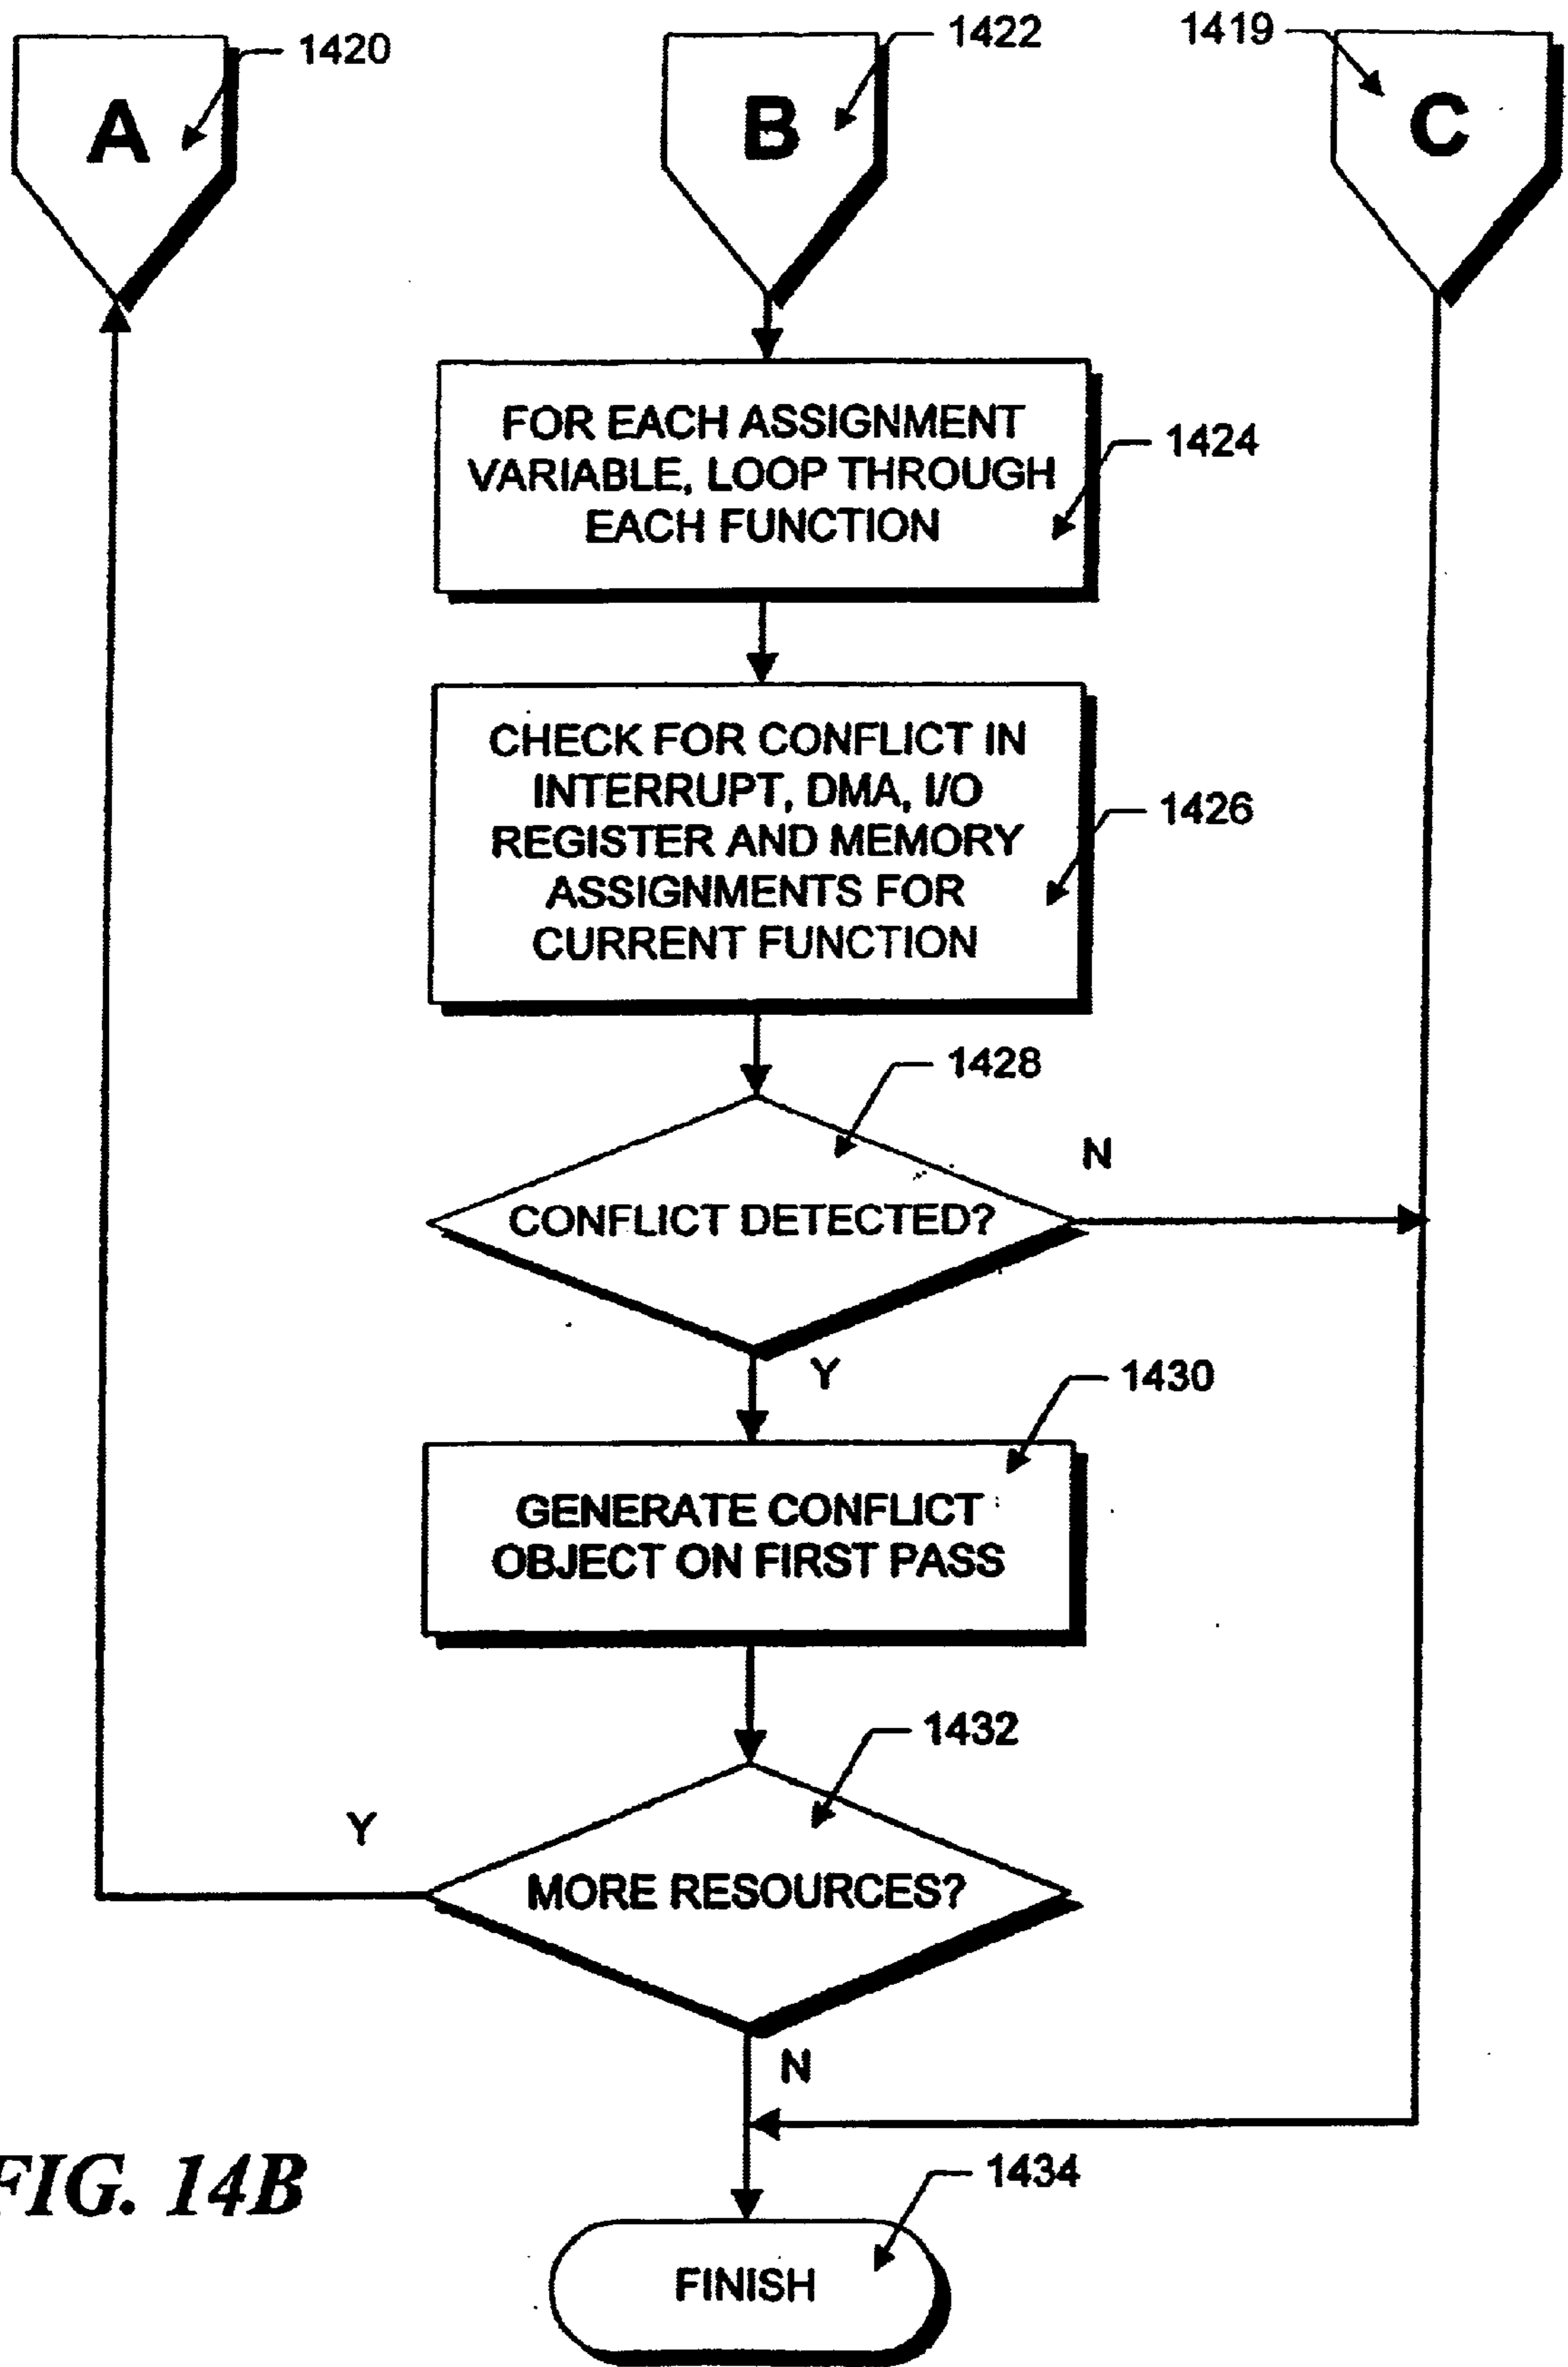 1420
1422
1419
A
B
C
FOR EACH ASSIGNMENT
VARIABLE, LOOP THROUGH
EACH FUNCTION
1424
CHECK FOR CONFLICT IN
INTERRUPT, DMA, I/O
REGISTER AND MEMORY
ASSIGNMENTS FOR
CURRENT FUNCTION
1426
1428
N
CONFLICT DETECTED?
Y
1430
GENERATE CONFLICT
OBJECT ON FIRST PASS
1432
Y
MORE RESOURCES?
N
FIG. 14B
1434
FINISH